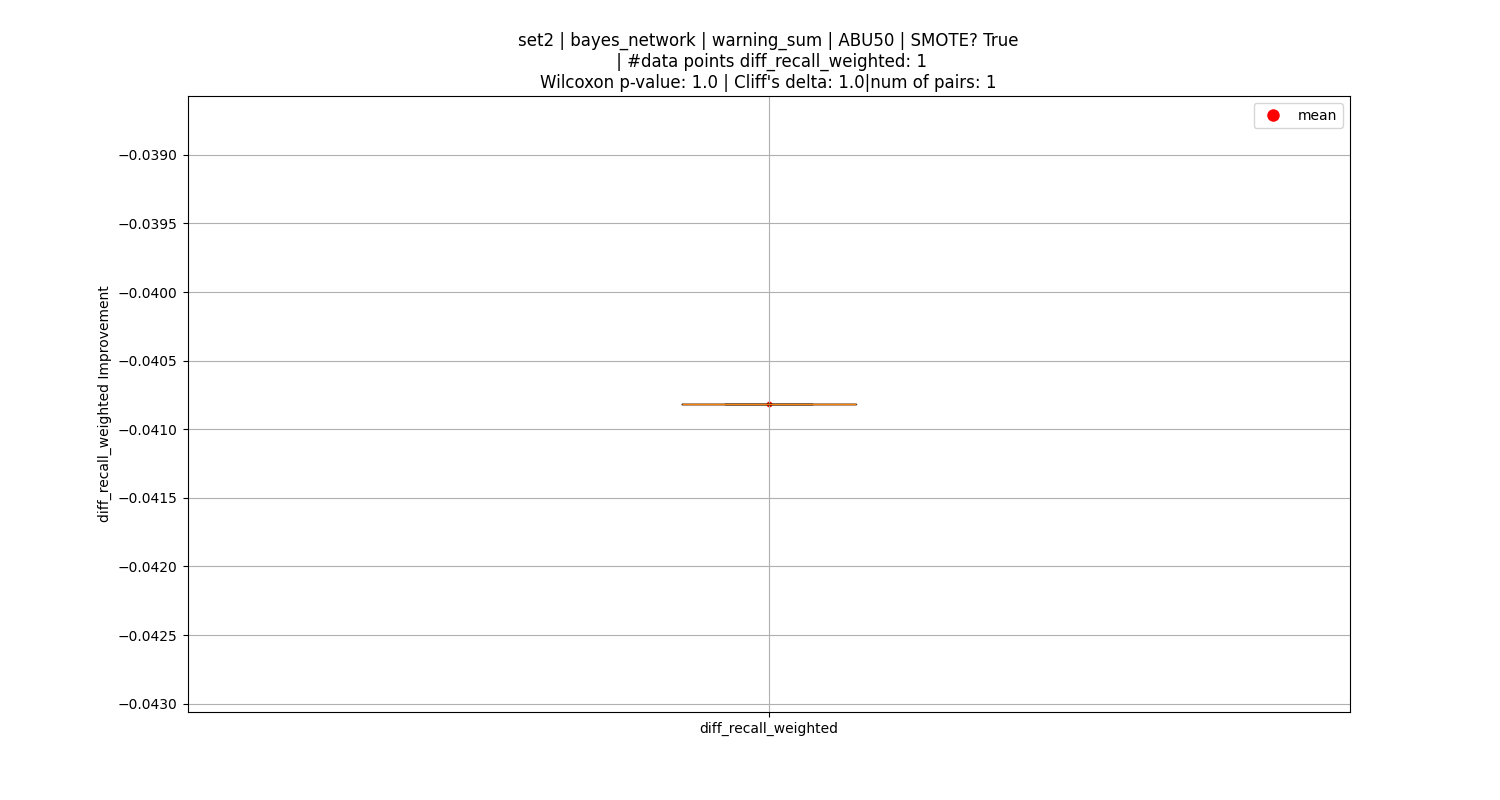 set2 | bayes_network | warning_sum | ABU50 | SMOTE? True
| #data points diff_recall_weighted: 1
Wilcoxon p-value: 1.0 | Cliff's delta: 1.0|num of pairs: 1
mean
−0.0390
−0.0395
−0.0400
−0.0405
−0.0410
−0.0415
−0.0420
−0.0425
−0.0430
diff_recall_weighted Improvement
diff_recall_weighted